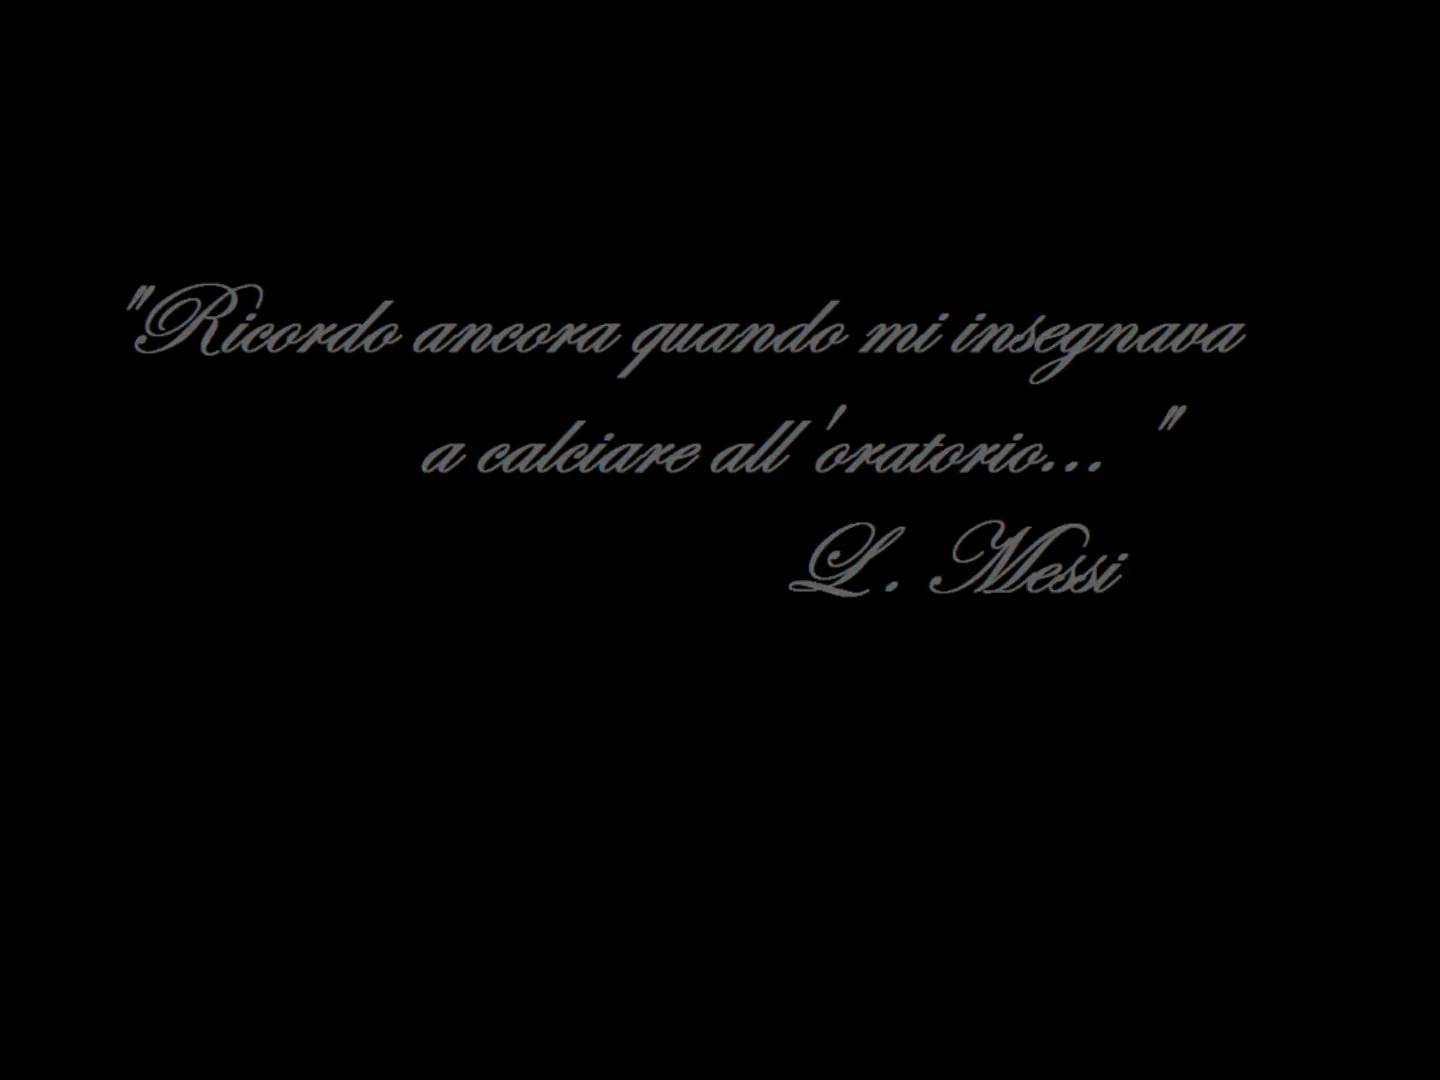 "Ricordo ancora quando mi insegnava
a calciare all'oratorio... "
L. Messi